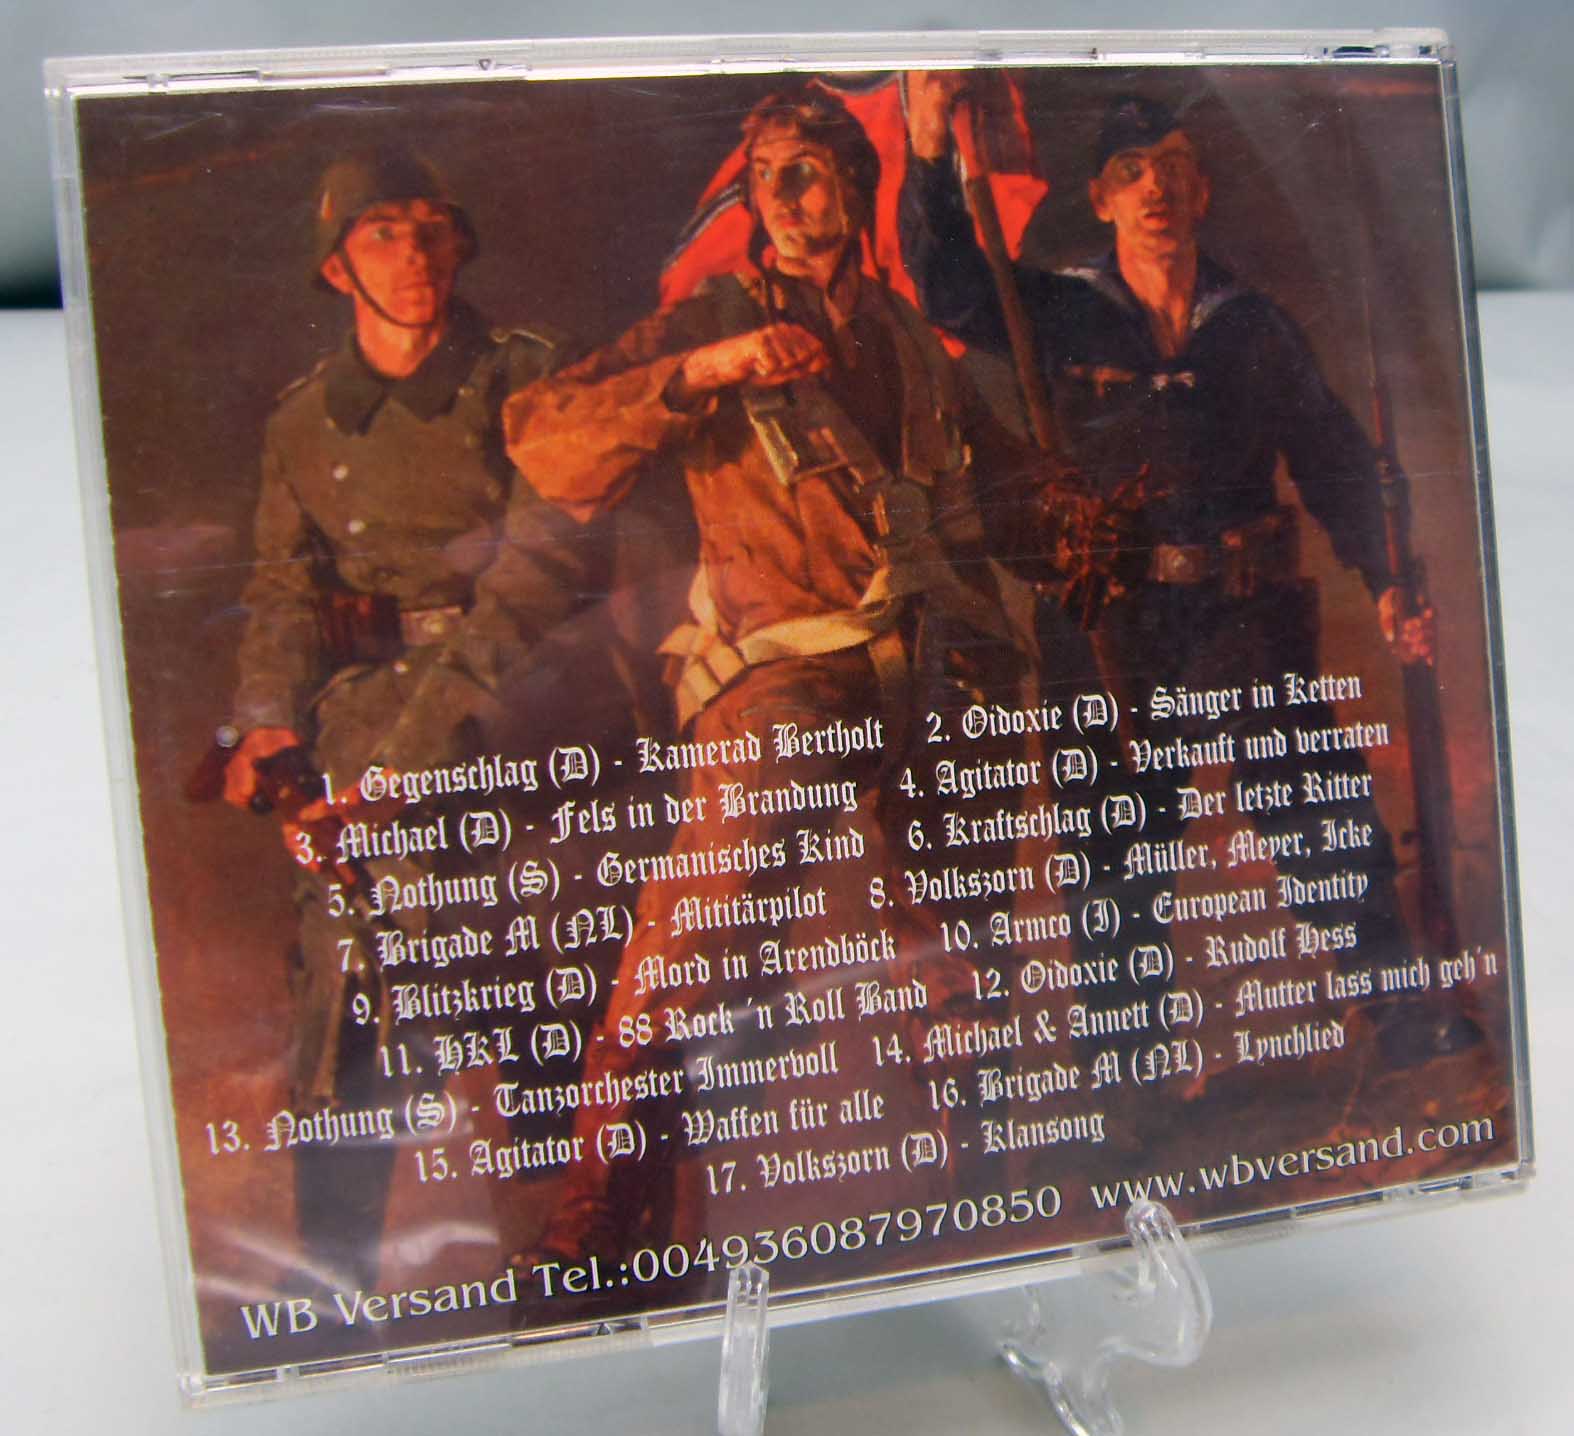 1. Gegenschlag (D) - Kamerad Bertholt 2. Oidoxie (D) - Sänger in Ketten
3. Michael (D) - Fels in der Brandung 4. Agitator (D) - Verkauft und verraten
5. Nothung (S) - Germanisches Kind 6. Kraftschlag (D) - Der letzte Ritter
7. Brigade M (NL) - Mititärpilot 8. Volkszorn (D) - Müller, Meyer, Icke
9. Blitzkrieg (D) - Mord in Arendböck 10. Armco (I) - European Identity
11. HKL (D) - 88 Rock ´n Roll Band 12. Oidoxie (D) - Rudolf Hess
13. Nothung (S) - Tanzorchester Immervoll 14. Michael & Annett (D) - Mutter lass mich geh´n
15. Agitator (D) - Waffen für alle 16. Brigade M (NL) - Lynchlied
17. Volkszorn (D) - Klansong
WB Versand Tel.:004936087970850 www.wbversand.com